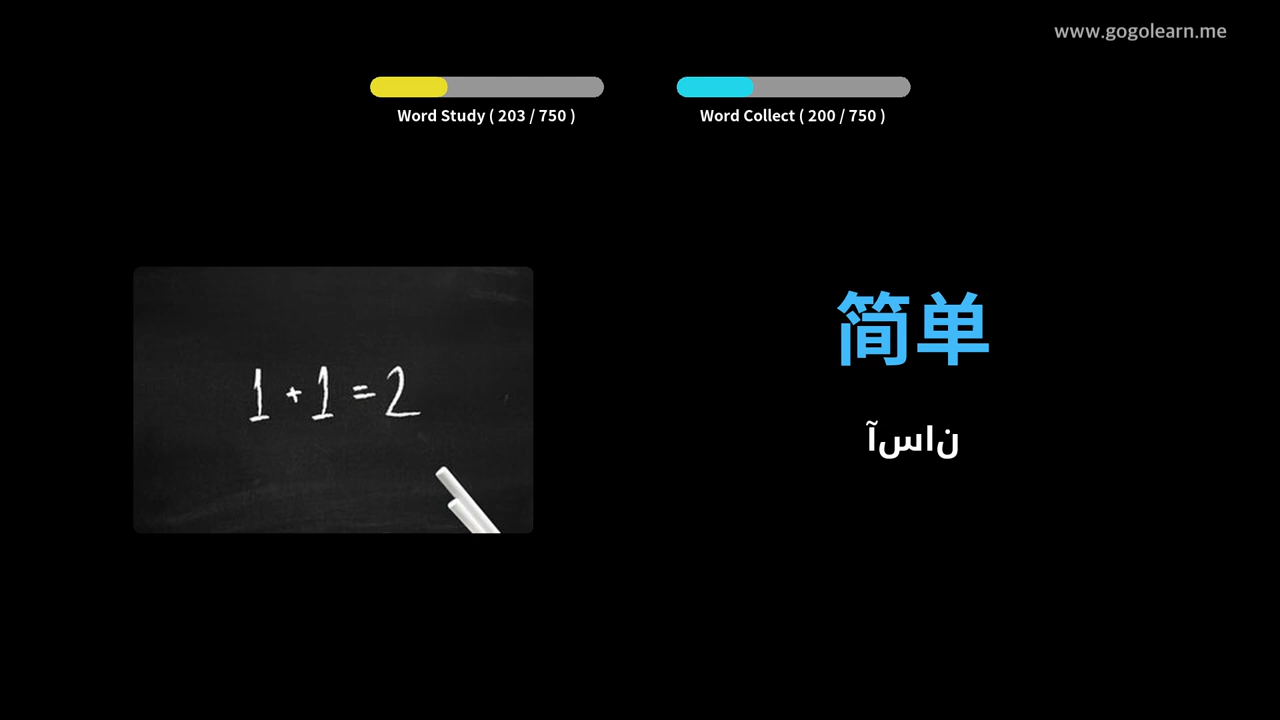 www.gogolearn.me
Word Study ( 203 / 750 )
Word Collect ( 200 / 750 )
1 + 1 = 2
简单
آسان